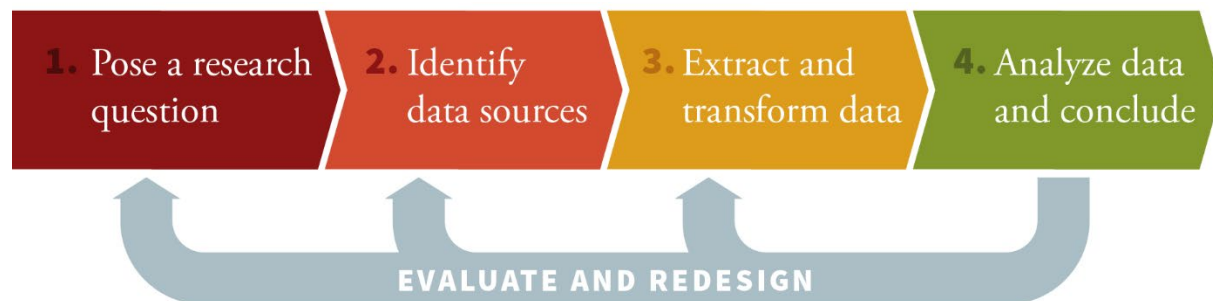 1. Pose a research
question
2. Identify
data sources
3. Extract and
transform data
4. Analyze data
and conclude
EVALUATE AND REDESIGN